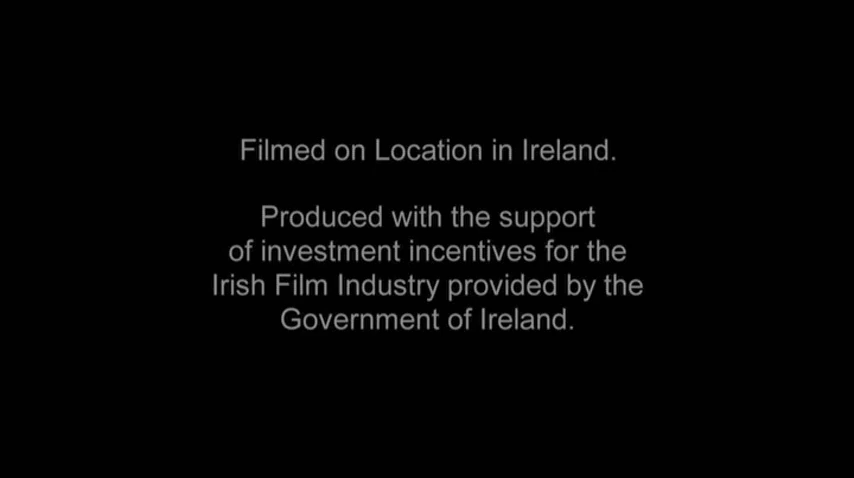 Filmed on Location in Ireland.
Produced with the support
of investment incentives for the
Irish Film Industry provided by the
Government of Ireland.